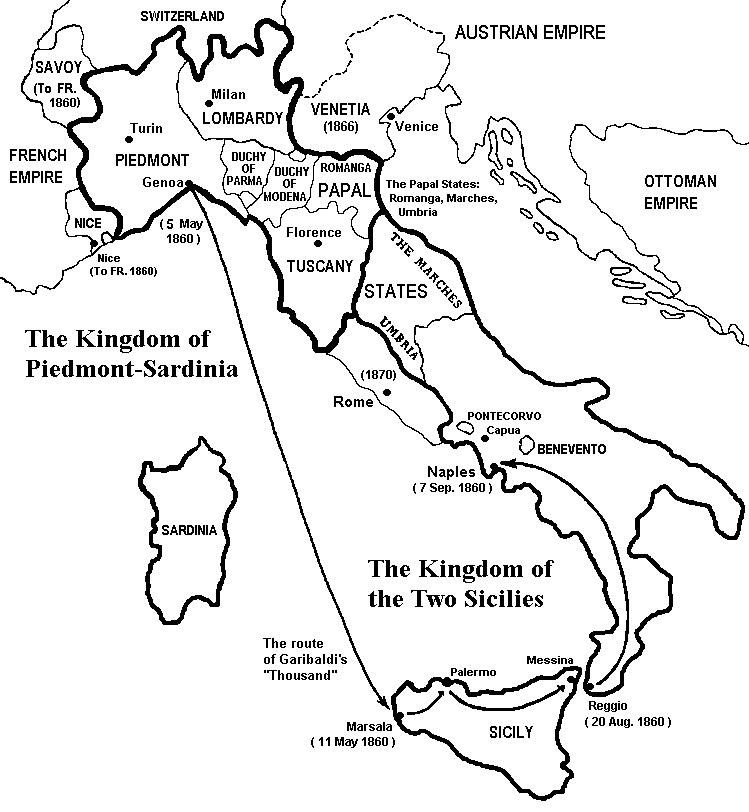 SWITZERLAND
AUSTRIAN EMPIRE
SAVOY
(To FR.
1860)
Milan
LOMBARDY
VENETIA
(1866)
Venice
Turin
PIEDMONT
FRENCH
EMPIRE
Genoa
DUCHY
OF
PARMA
DUCHY
OF
MODENA
ROMANGA
PAPAL
The Papal States:
Romanga, Marches,
Umbria
OTTOMAN
EMPIRE
NICE
Nice
(To FR. 1860)
( 5 May
1860 )
Florence
TUSCANY
THE MARCHES
STATES
UMBRIA
The Kingdom of
Piedmont-Sardinia
(1870)
Rome
PONTECORVO
Capua
BENEVENTO
Naples
( 7 Sep. 1860 )
SARDINIA
The Kingdom of
the Two Sicilies
The route
of Garibaldi's
"Thousand"
Palermo
Messina
Marsala
( 11 May 1860 )
SICILY
Reggio
( 20 Aug. 1860 )